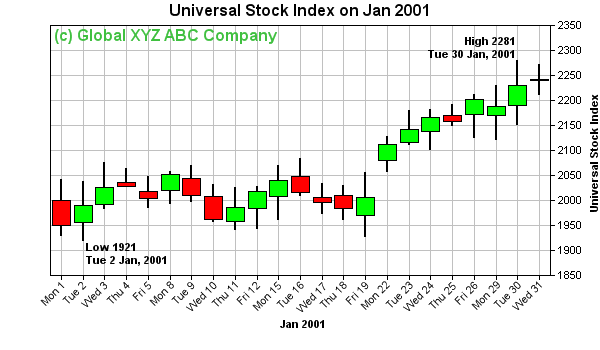 Universal Stock Index on Jan 2001
(c) Global XYZ ABC Company
High 2281
Tue 30 Jan, 2001
Low 1921
Tue 2 Jan, 2001
2350
2300
2250
2200
2150
2100
2050
2000
1950
1900
1850
Universal Stock Index
Mon 1
Tue 2
Wed 3
Thu 4
Fri 5
Mon 8
Tue 9
Wed 10
Thu 11
Fri 12
Mon 15
Tue 16
Wed 17
Thu 18
Fri 19
Mon 22
Tue 23
Wed 24
Thu 25
Fri 26
Mon 29
Tue 30
Wed 31
Jan 2001